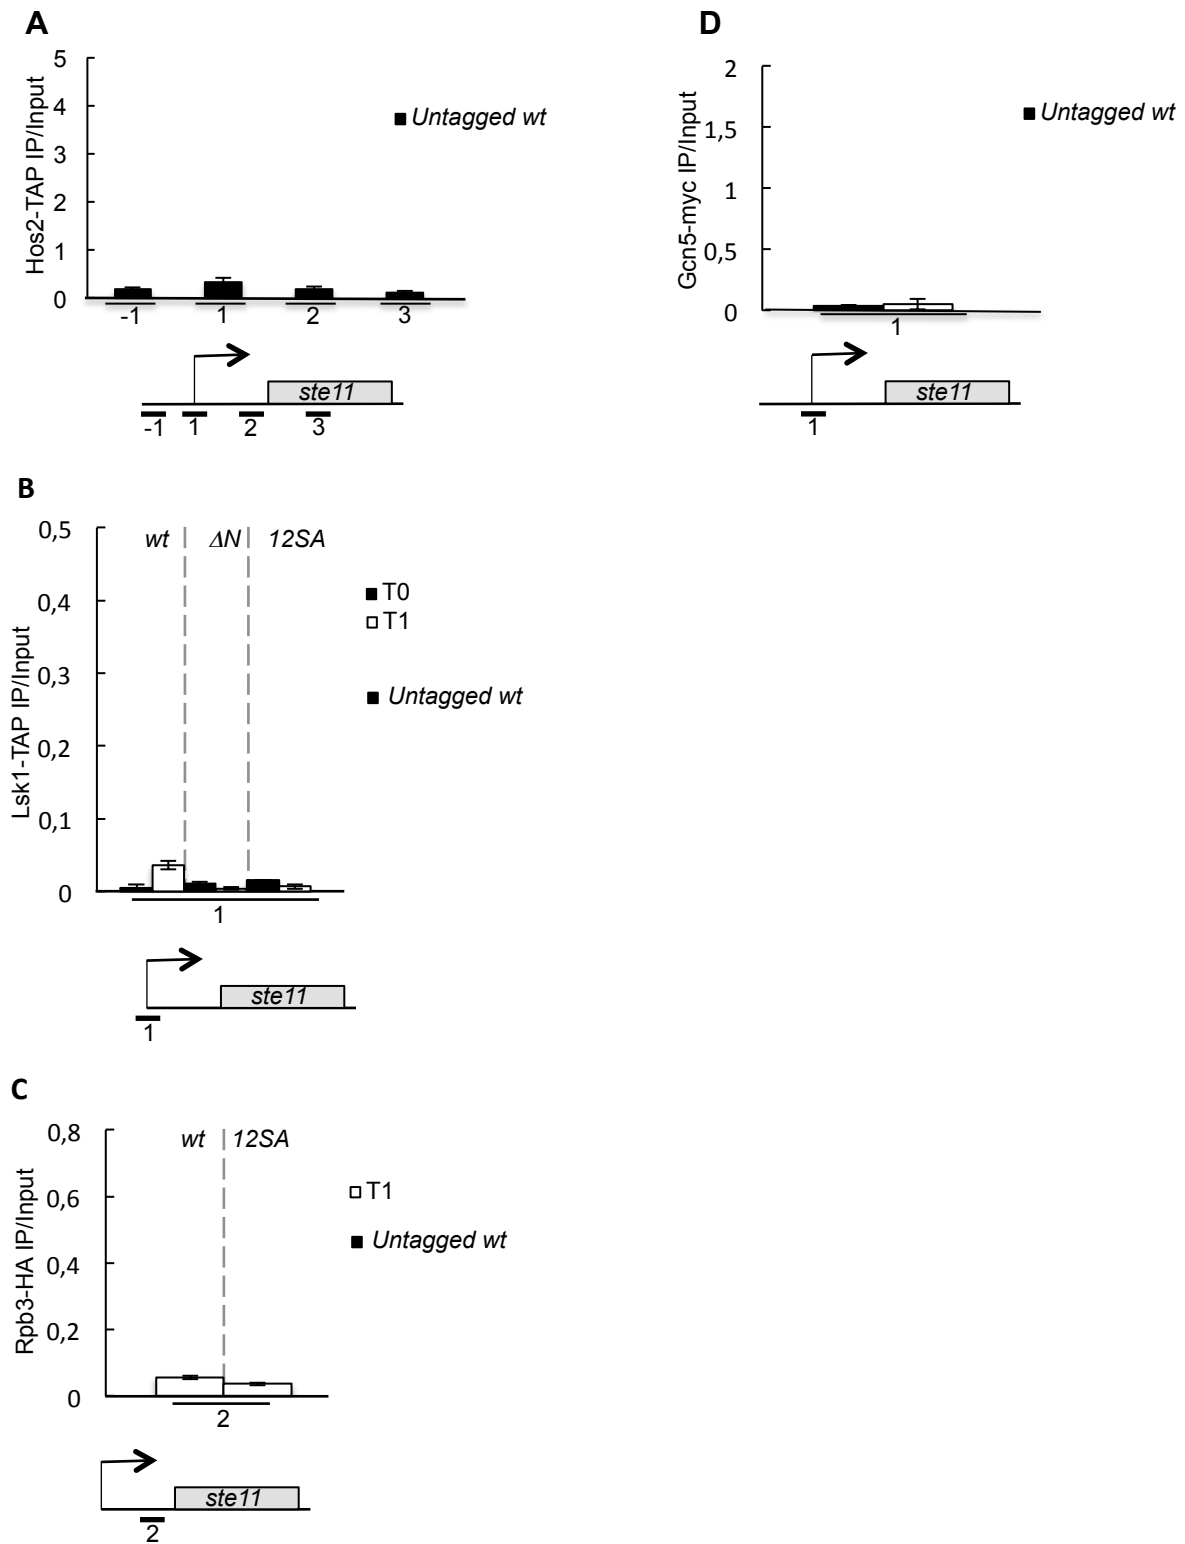 A
Hos2-TAP IP/Input
5
4
3
2
1
0
Untagged wt
-1 1 2 3
ste11
-1 1 2 3
D
Gcn5-myc IP/Input
2
1,5
1
0,5
0
Untagged wt
1
ste11
1
B
Lsk1-TAP IP/Input
0,5
0,4
0,3
0,2
0,1
0
wt ΔN 12SA
T0
T1
Untagged wt
1
ste11
1
C
Rpb3-HA IP/Input
0,8
0,6
0,4
0,2
0
wt 12SA
T1
Untagged wt
2
ste11
2